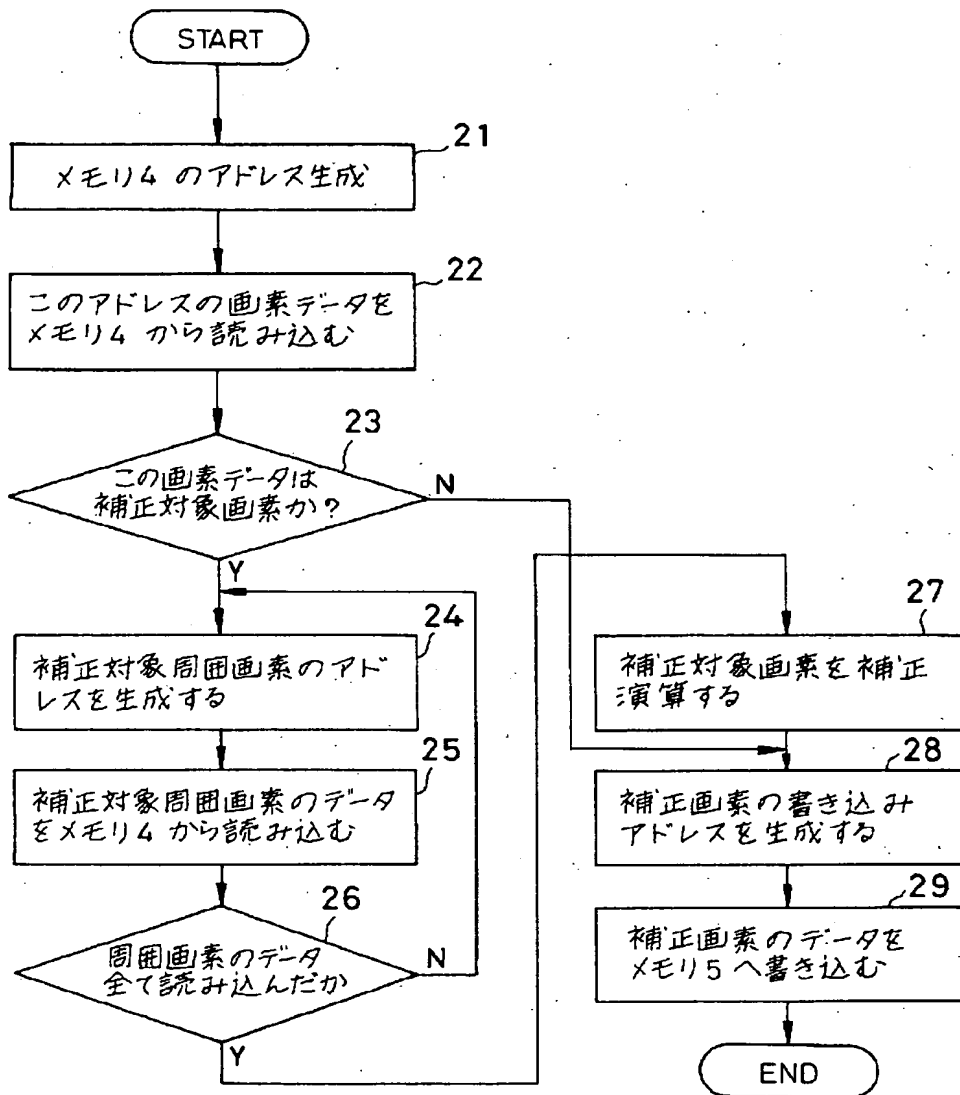 START
21
メモリ4 のアドレス生成
22
このアドレスの画素データを
メモリ4 から読み込む
23
この画素データは
補正対象画素か?
N
Y
24
補正対象周囲画素のアド
レスを生成する
25
補正対象周囲画素のデータ
をメモリ4 から読み込む
26
周囲画素のデータ
全て読み込んだか
N
Y
27
補正対象画素を補正
演算する
28
補正画素の書き込み
アドレスを生成する
29
補正画素のデータを
メモリ5へ書き込む
END